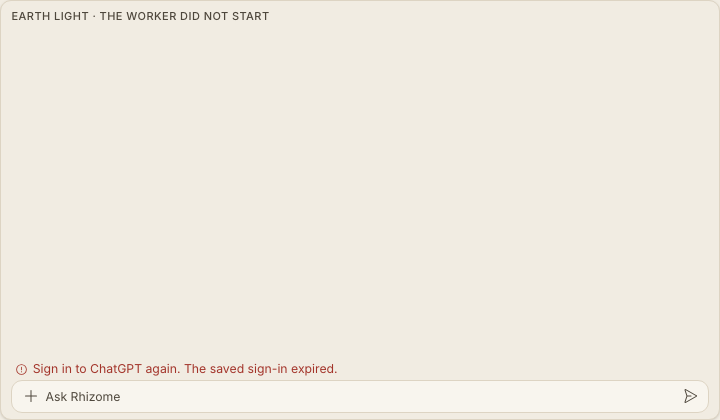 EARTH LIGHT · THE WORKER DID NOT START
Sign in to ChatGPT again. The saved sign-in expired.
Ask Rhizome